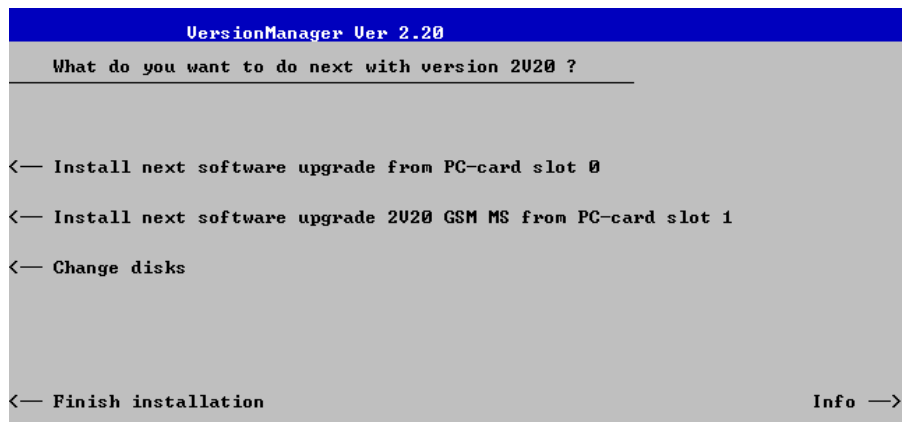 VersionManager Ver 2.20
What do you want to do next with version 2V20 ?
<── Install next software upgrade from PC-card slot 0
<── Install next software upgrade 2V20 GSM MS from PC-card slot 1
<── Change disks
<── Finish installation Info ──>